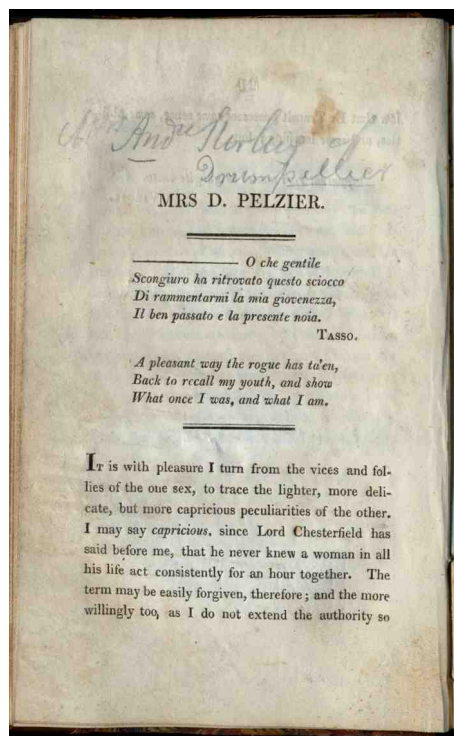 Drumpellier
MRS D. PELZIER.
O che gentile
Scongiuro ha ritrovato questo sciocco
Di rammentarmi la mia giovenezza,
Il ben passato e la presente noia.
TASSO.
A pleasant way the rogue has ta'en,
Back to recall my youth, and show
What once I was, and what I am.
IT is with pleasure I turn from the vices and fol-
lies of the one sex, to trace the lighter, more deli-
cate, but more capricious peculiarities of the other.
I may say capricious, since Lord Chesterfield has
said before me, that he never knew a woman in all
his life act consistently for an hour together. The
term may be easily forgiven, therefore; and the more
willingly too, as I do not extend the authority so